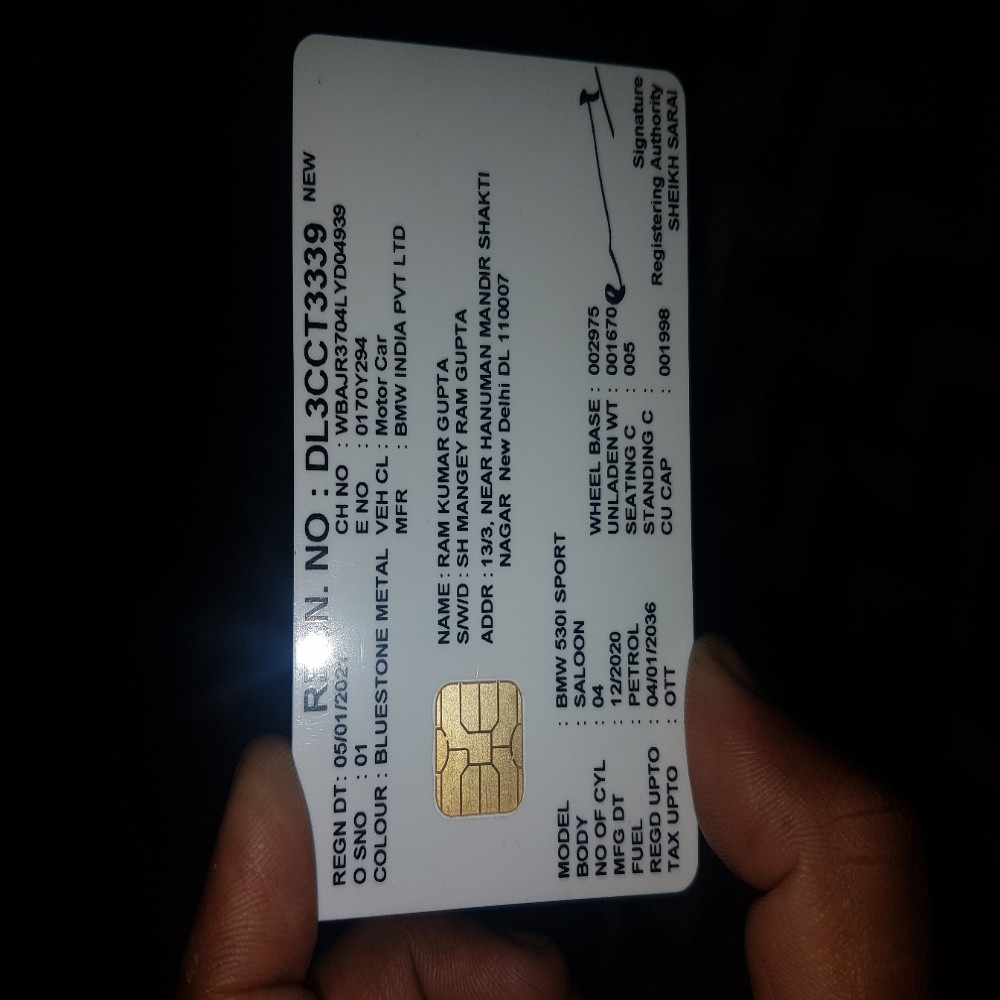 REGN. NO : DL3CCT3339 NEW
REGN DT : 05/01/2021 CH NO : WBAJR3704LYD04939
O SNO : 01 E NO : 0170Y294
COLOUR : BLUESTONE METAL VEH CL : Motor Car
MFR : BMW INDIA PVT LTD
NAME : RAM KUMAR GUPTA
S/W/D : SH MANGEY RAM GUPTA
ADDR : 13/3, NEAR HANUMAN MANDIR SHAKTI
NAGAR New Delhi DL 110007
MODEL : BMW 530I SPORT
BODY : SALOON WHEEL BASE : 002975
NO OF CYL : 04 UNLADEN WT : 001670
MFG DT : 12/2020 SEATING C : 005
FUEL : PETROL STANDING C :
REGD UPTO : 04/01/2036 CU CAP : 001998
TAX UPTO : OTT
Signature
Registering Authority
SHEIKH SARAI